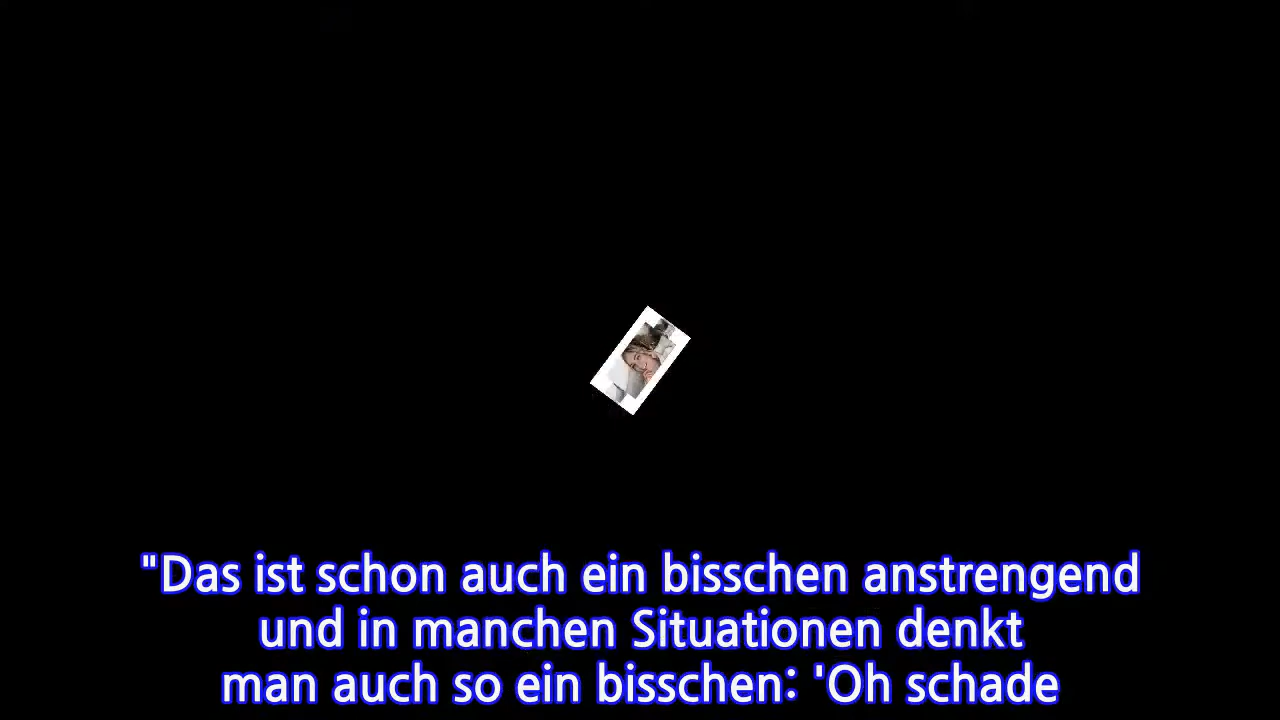 "Das ist schon auch ein bisschen anstrengend
und in manchen Situationen denkt
man auch so ein bisschen: 'Oh schade